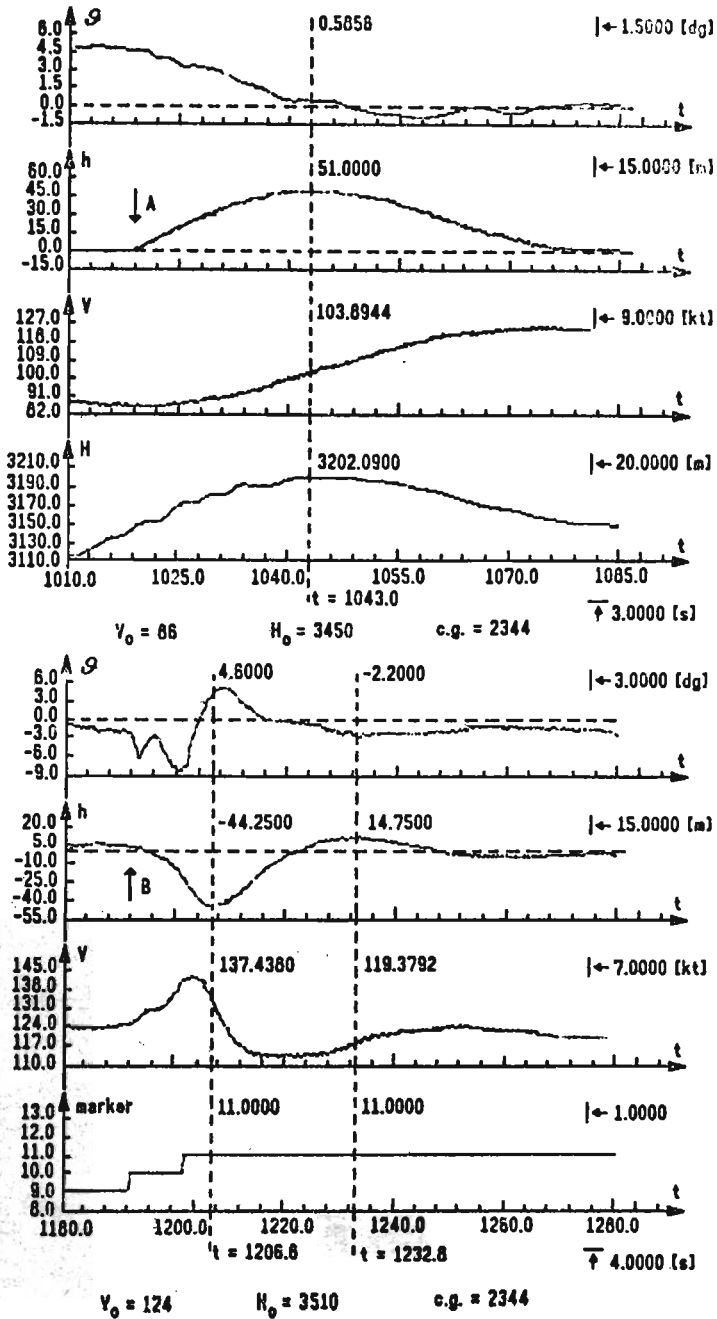 ϑ 0.5858 |← 1.5000 [dg]
6.0
4.5
3.0
1.5
0.0
-1.5
t
h 51.0000 |← 15.0000 [m]
60.0
45.0
30.0
15.0
0.0
-15.0
A
t
V 103.8944 |← 9.0000 [kt]
127.0
118.0
109.0
100.0
91.0
82.0
t
H 3202.0900 |← 20.0000 [m]
3210.0
3190.0
3170.0
3150.0
3130.0
3110.0
t
1010.0 1025.0 1040.0 1055.0 1070.0 1085.0
t = 1043.0
↑ 3.0000 [s]
V₀ = 86 H₀ = 3450 c.g. = 2344
ϑ 4.6000 -2.2000 |← 3.0000 [dg]
6.0
3.0
0.0
-3.0
-6.0
-9.0
t
h -44.2500 14.7500 |← 15.0000 [m]
20.0
5.0
-10.0
-25.0
-40.0
-55.0
B
t
V 137.4380 119.3792 |← 7.0000 [kt]
145.0
138.0
131.0
124.0
117.0
110.0
t
marker 11.0000 11.0000 |← 1.0000
13.0
12.0
11.0
10.0
9.0
8.0
t
1180.0 1200.0 1220.0 1240.0 1260.0 1280.0
t = 1206.8 t = 1232.8
↑ 4.0000 [s]
V₀ = 124 H₀ = 3510 c.g. = 2344